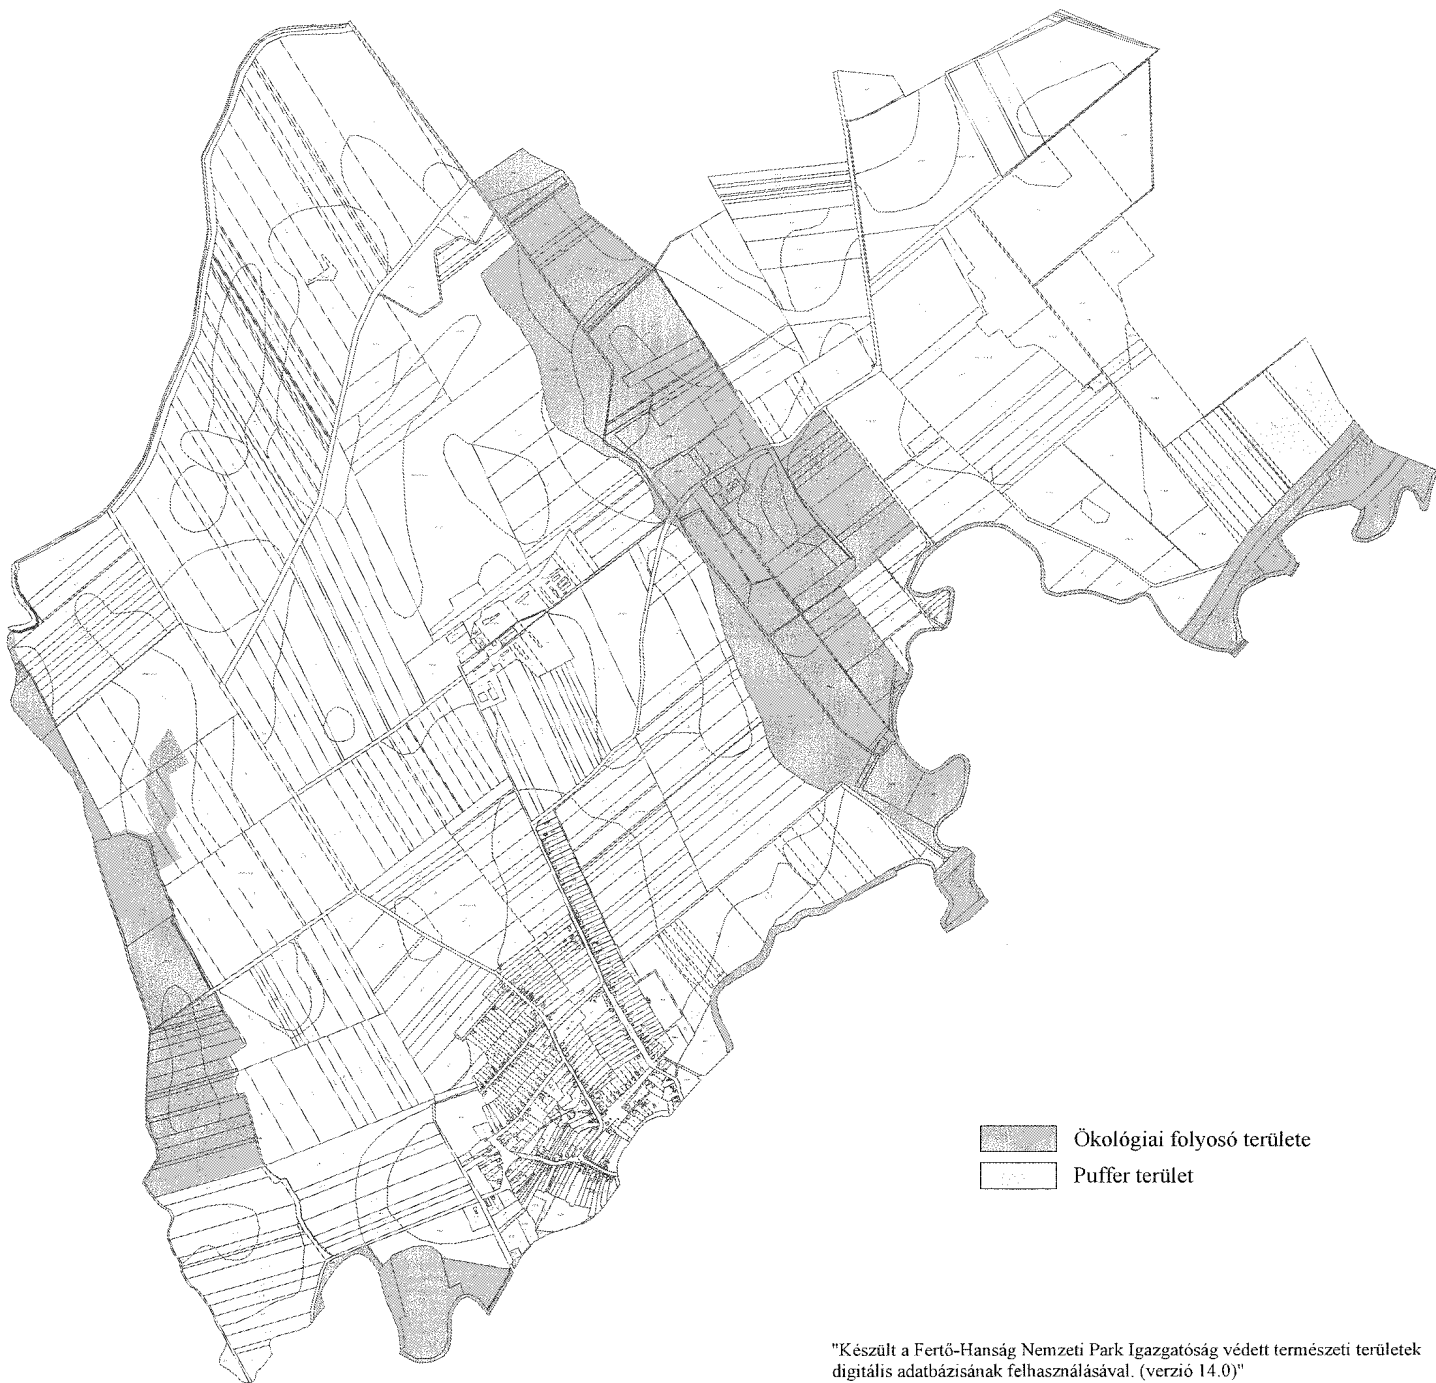 Ökológiai folyosó területe
Puffer terület
"Készült a Fertő-Hanság Nemzeti Park Igazgatóság védett természeti területek
digitális adatbázisának felhasználásával. (verzió 14.0)"